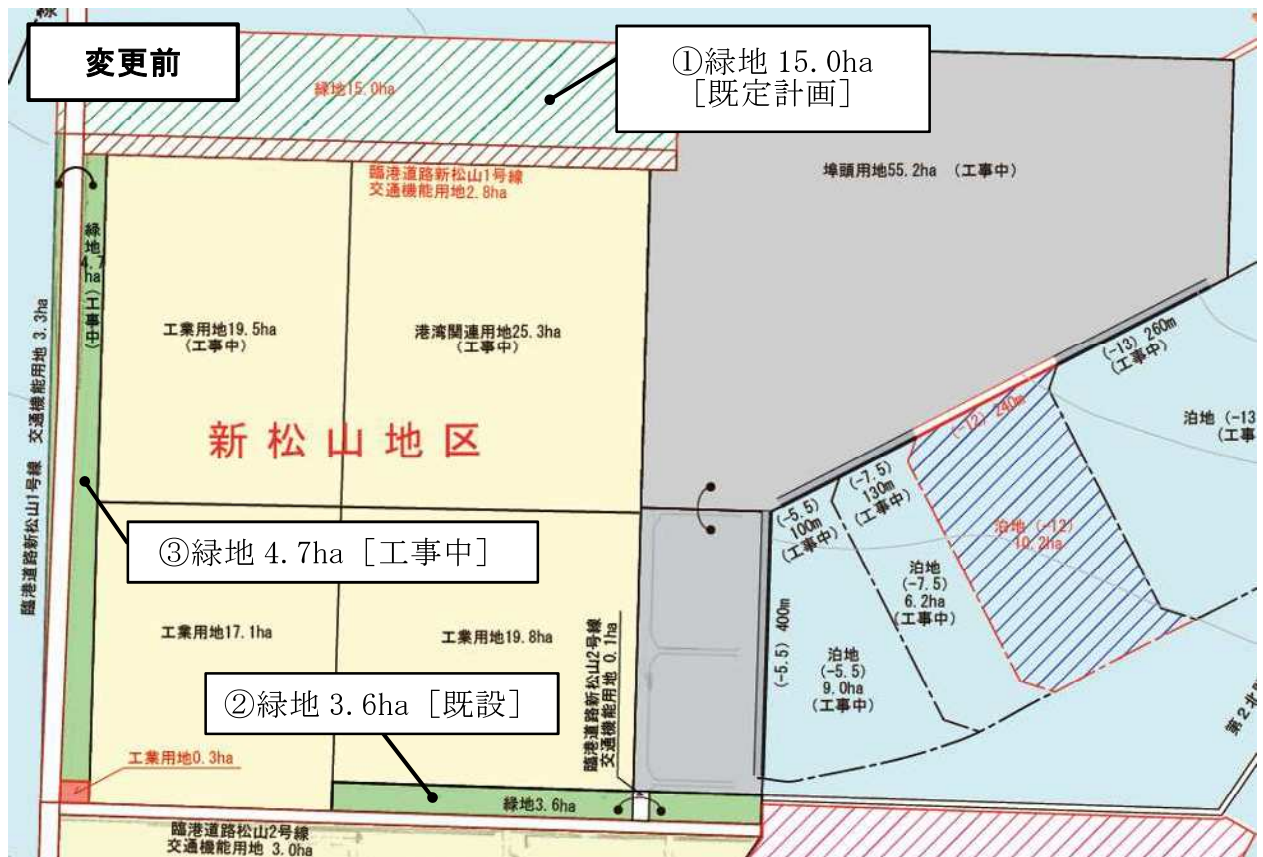 線
変更前
①緑地 15.0ha
［既定計画］
緑地15.0ha
臨港道路新松山1号線
交通機能用地2.8ha
埠頭用地55.2ha （工事中）
緑地
4.7
ha
（工事中）
臨港道路新松山1号線 交通機能用地 3.3ha
工業用地19.5ha
（工事中）
港湾関連用地25.3ha
（工事中）
(-13) 260m
（工事中）
(-12) 240m
泊地 (-13
（工事
新松山地区
(-7.5)
130m
（工事中）
(-5.5)
100m
（工事中）
泊地 (-12)
10.2ha
③緑地 4.7ha［工事中］
泊地
(-7.5)
6.2ha
（工事中）
工業用地17.1ha
工業用地19.8ha
臨港道路新松山2号線
交通機能用地 0.1ha
(-5.5) 400m
泊地
(-5.5)
9.0ha
（工事中）
②緑地 3.6ha［既設］
第2北
工業用地0.3ha
緑地3.6ha
臨港道路松山2号線
交通機能用地 3.0ha